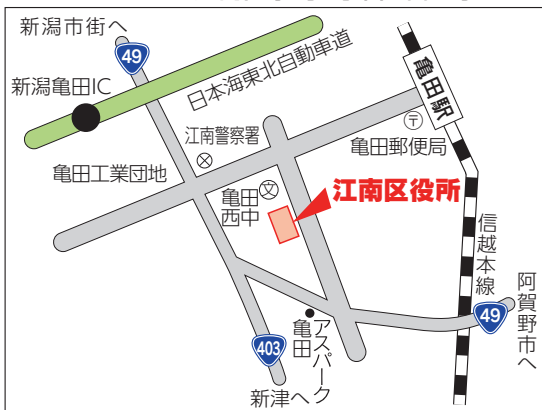 新潟市街へ
49
新潟亀田IC
日本海東北自動車道
亀田駅
〒
江南警察署
亀田郵便局
亀田工業団地
亀田
西中
文
江南区役所
信越本線
阿賀野市へ
49
亀田
アスパーク
403
新津へ